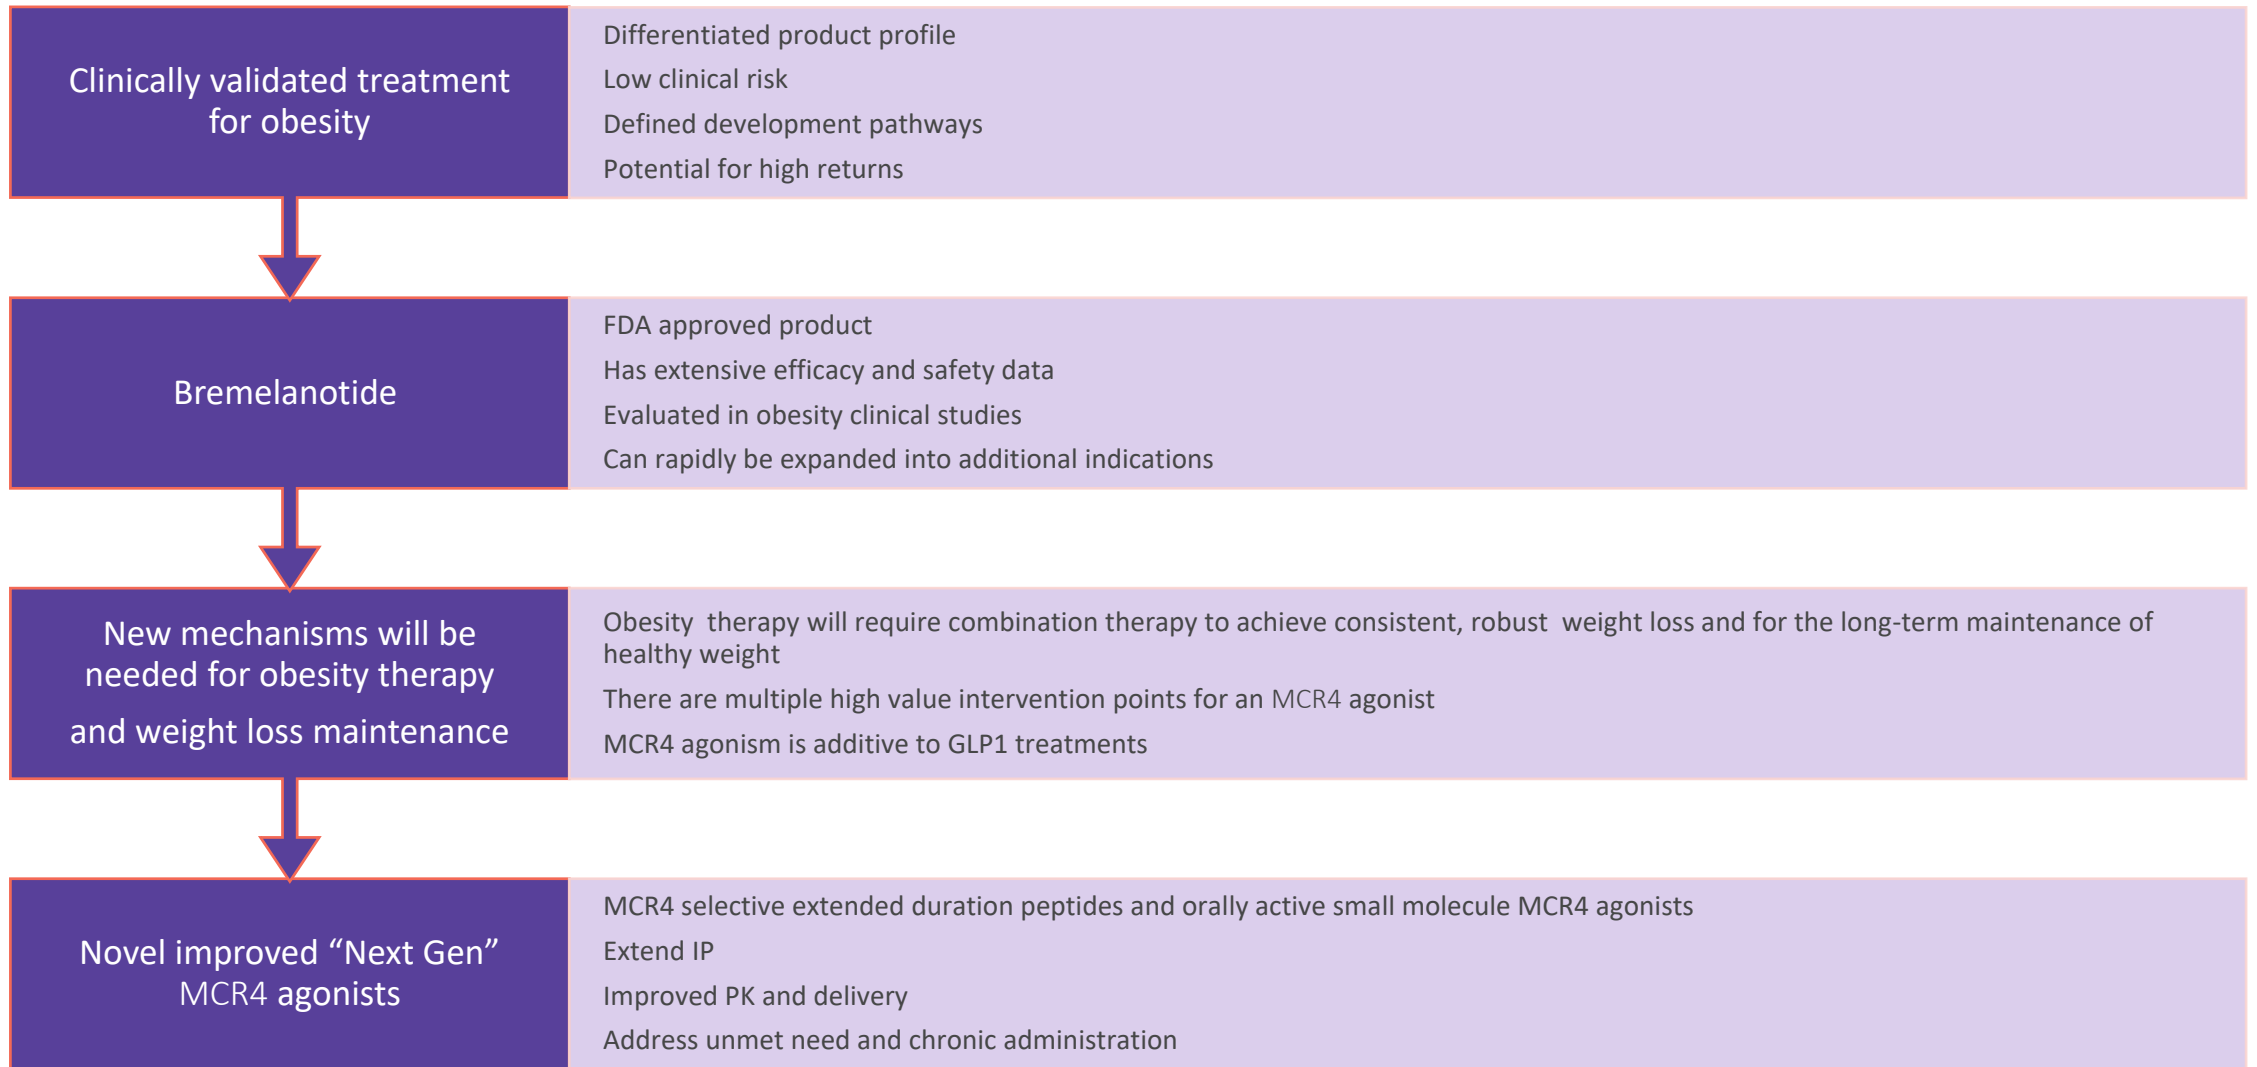 Clinically validated treatment
for obesity
Differentiated product profile
Low clinical risk
Defined development pathways
Potential for high returns
Bremelanotide
FDA approved product
Has extensive efficacy and safety data
Evaluated in obesity clinical studies
Can rapidly be expanded into additional indications
New mechanisms will be
needed for obesity therapy
and weight loss maintenance
Obesity  therapy will require combination therapy to achieve consistent, robust  weight loss and for the long-term maintenance of
healthy weight
There are multiple high value intervention points for an MCR4 agonist
MCR4 agonism is additive to GLP1 treatments
Novel improved “Next Gen”
MCR4 agonists
MCR4 selective extended duration peptides and orally active small molecule MCR4 agonists
Extend IP
Improved PK and delivery
Address unmet need and chronic administration